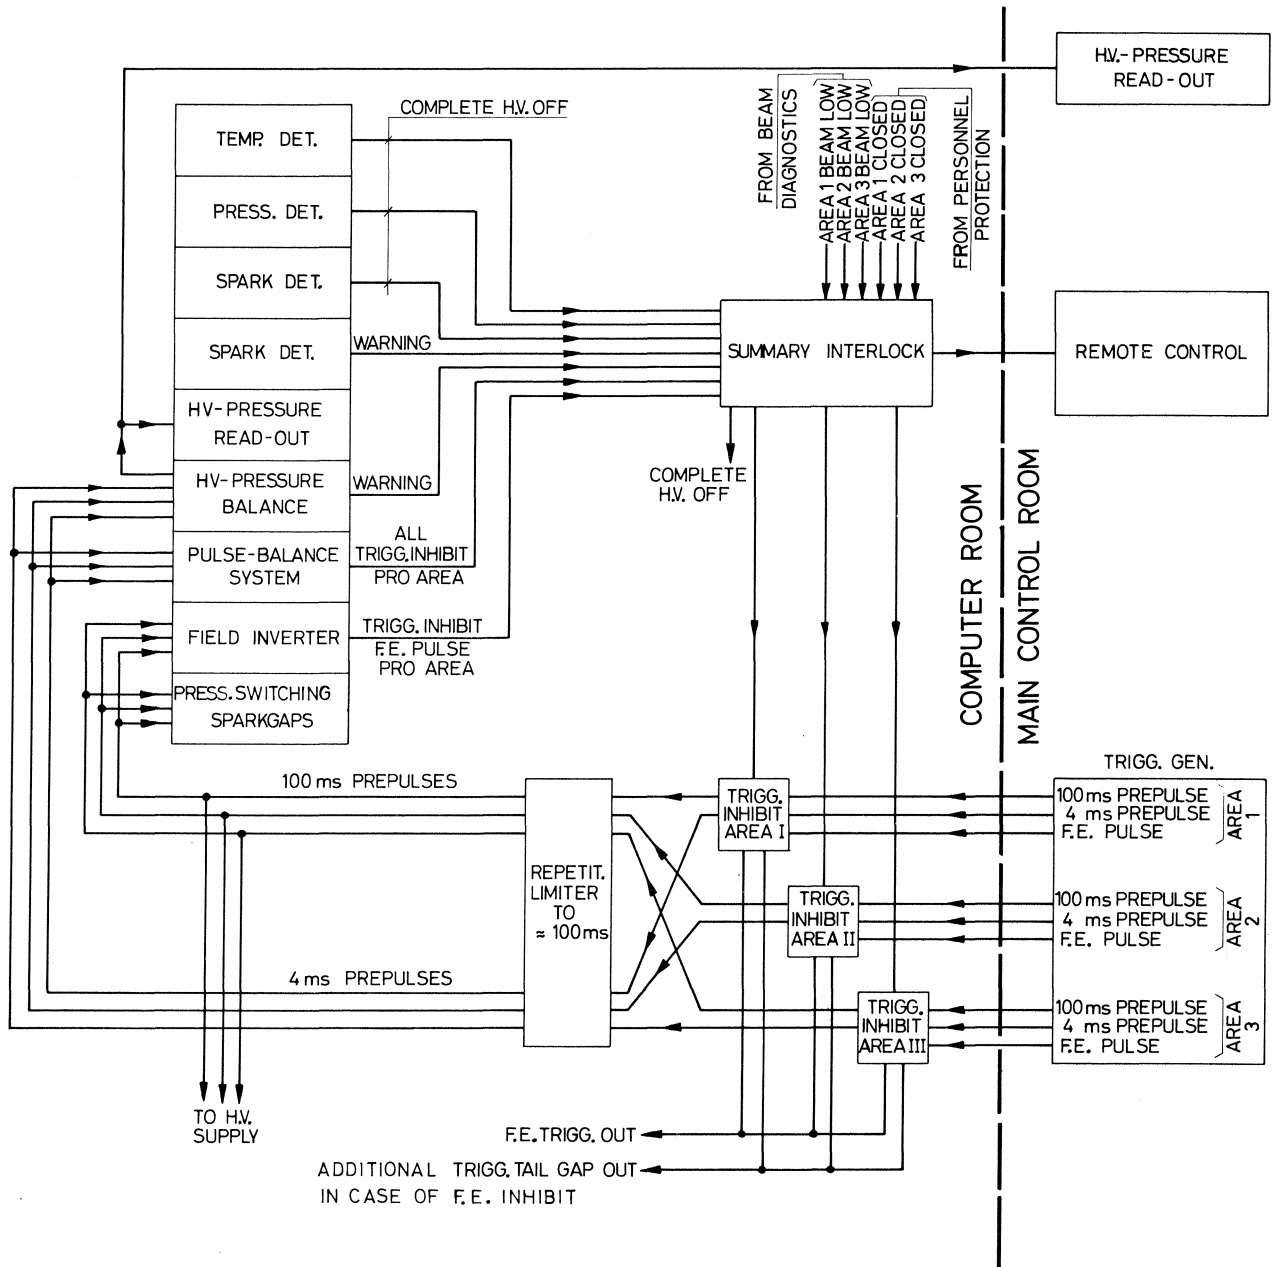 H.V.-PRESSURE
READ-OUT
COMPLETE H.V. OFF
TEMP. DET.
PRESS. DET.
SPARK DET.
SPARK DET.
HV-PRESSURE
READ-OUT
HV-PRESSURE
BALANCE
PULSE-BALANCE
SYSTEM
FIELD INVERTER
PRESS. SWITCHING
SPARKGAPS
WARNING
WARNING
ALL
TRIGG. INHIBIT
PRO AREA
TRIGG. INHIBIT
F.E. PULSE
PRO AREA
FROM BEAM
DIAGNOSTICS
AREA 1 BEAM LOW
AREA 2 BEAM LOW
AREA 3 BEAM LOW
AREA 1 CLOSED
AREA 2 CLOSED
AREA 3 CLOSED
FROM PERSONNEL
PROTECTION
SUMMARY INTERLOCK
REMOTE CONTROL
COMPLETE
H.V. OFF
COMPUTER ROOM
MAIN CONTROL ROOM
TRIGG. GEN.
100 ms PREPULSE
4 ms PREPULSE
F.E. PULSE
AREA
1
100 ms PREPULSE
4 ms PREPULSE
F.E. PULSE
AREA
2
100 ms PREPULSE
4 ms PREPULSE
F.E. PULSE
AREA
3
TRIGG.
INHIBIT
AREA I
TRIGG.
INHIBIT
AREA II
TRIGG.
INHIBIT
AREA III
100 ms PREPULSES
REPETIT.
LIMITER
TO
≈ 100 ms
4 ms PREPULSES
TO H.V.
SUPPLY
F.E. TRIGG. OUT
ADDITIONAL TRIGG. TAIL GAP OUT
IN CASE OF F.E. INHIBIT